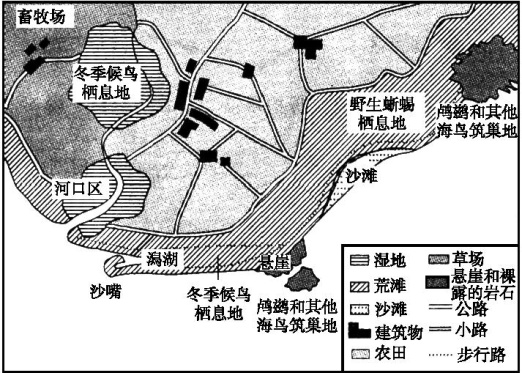 畜牧场
冬季候鸟
栖息地
野生蜥蜴
栖息地
鸬鹚和其他
海鸟筑巢地
沙滩
河口区
潟湖
悬崖
沙嘴
冬季候鸟
栖息地
鸬鹚和其他
海鸟筑巢地
湿地
荒滩
沙滩
建筑物
农田
草场
悬崖和裸
露的岩石
公路
小路
步行路